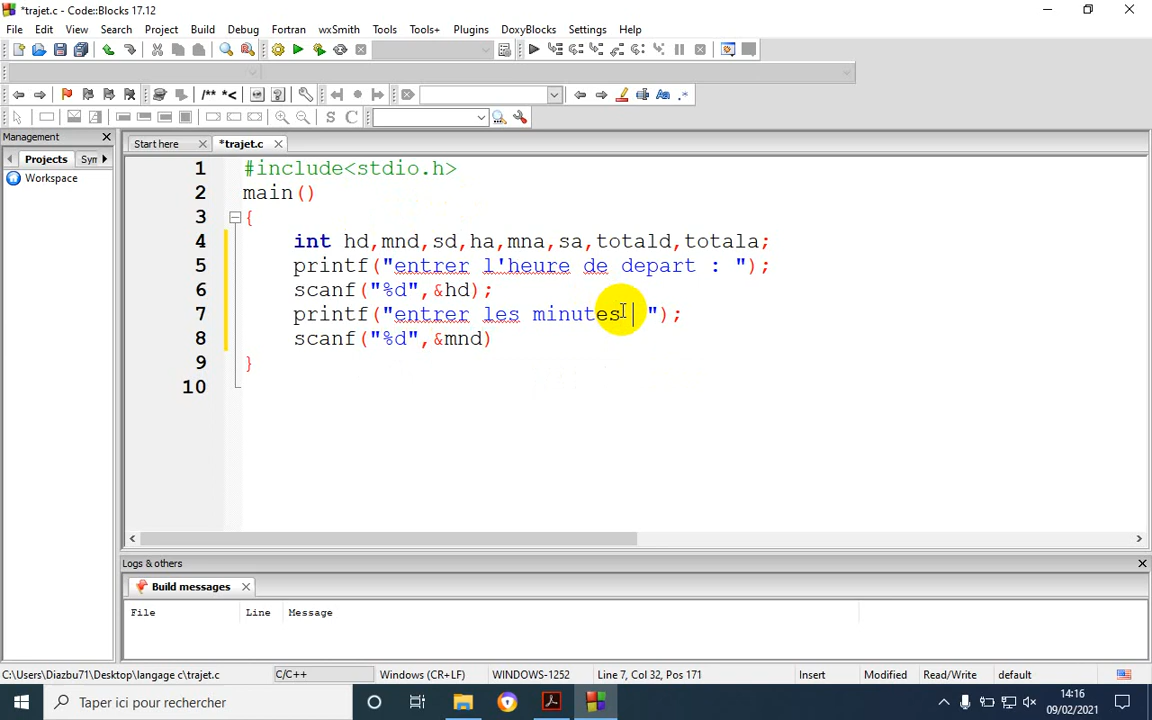 *trajet.c - Code::Blocks 17.12
File Edit View Search Project Build Debug Fortran wxSmith Tools Tools+ Plugins DoxyBlocks Settings Help
/** *<
S C
Management
Projects Syn
Workspace
Start here *trajet.c
1 #include<stdio.h>
2 main()
3 {
4 int hd,mnd,sd,ha,mna,sa,totald,totala;
5 printf("entrer l'heure de depart : ");
6 scanf("%d",&hd);
7 printf("entrer les minutes ");
8 scanf("%d",&mnd)
9 }
10
Logs & others
Build messages
File Line Message
C:\Users\Diazbu71\Desktop\langage c\trajet.c C/C++ Windows (CR+LF) WINDOWS-1252 Line 7, Col 32, Pos 171 Insert Modified Read/Write default
Taper ici pour rechercher
14:16
09/02/2021